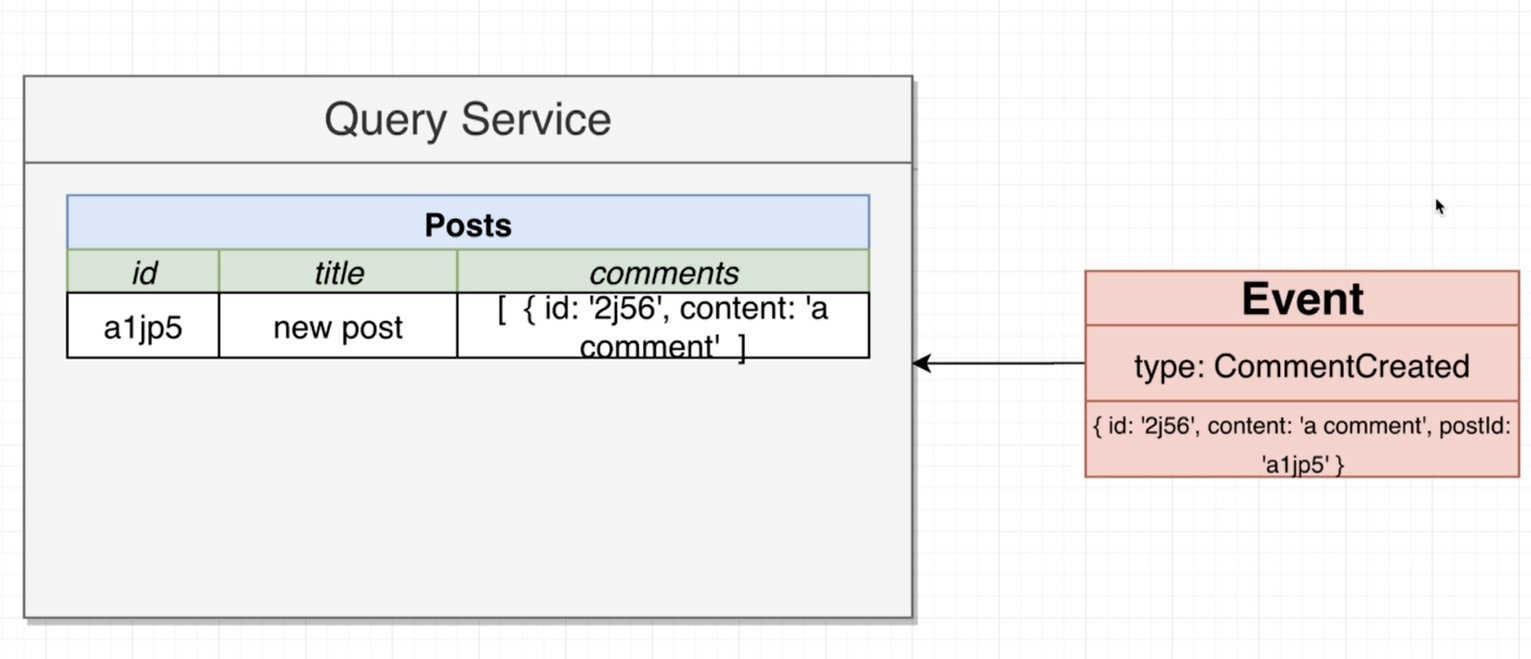 Query Service
Posts
id title comments
a1jp5 new post [ { id: '2j56', content: 'a
comment' ]
Event
type: CommentCreated
{ id: '2j56', content: 'a comment', postId:
'a1jp5' }